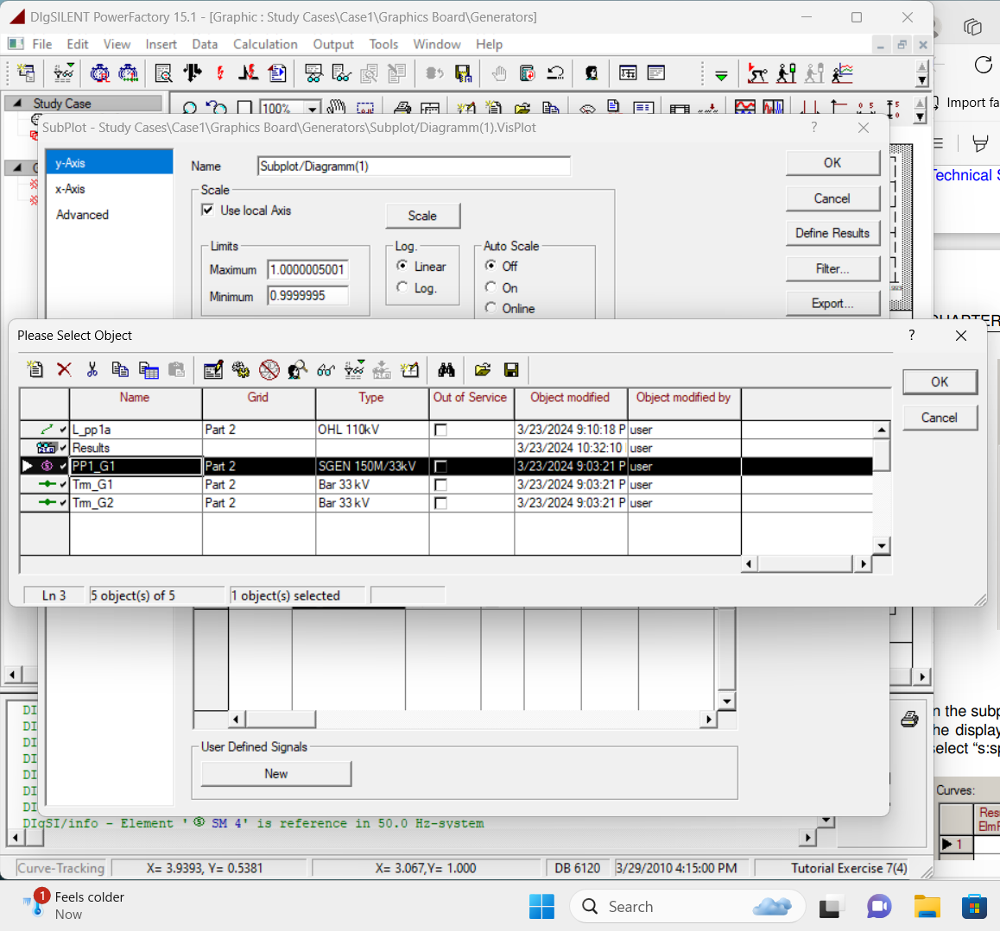 DIgSILENT PowerFactory 15.1 - [Graphic : Study Cases\Case1\Graphics Board\Generators]
File Edit View Insert Data Calculation Output Tools Window Help
Study Case
100%
Import fa
SubPlot - Study Cases\Case1\Graphics Board\Generators\Subplot/Diagramm(1).VisPlot ?
y-Axis
x-Axis
Advanced
Name Subplot/Diagramm(1)
Scale
Use local Axis
Scale
Limits
Maximum 1.0000005001
Minimum 0.9999995
Log.
Linear
Log.
Auto Scale
Off
On
Online
OK
Cancel
Define Results
Filter...
Export...
Technical S
CHAPTER
Please Select Object ?
Name Grid Type Out of Service Object modified Object modified by
L_pp1a Part 2 OHL 110kV 3/23/2024 9:10:18 P user
Results 3/23/2024 10:32:10 user
PP1_G1 Part 2 SGEN 150M/33kV 3/23/2024 9:03:21 P user
Trm_G1 Part 2 Bar 33 kV 3/23/2024 9:03:21 P user
Trm_G2 Part 2 Bar 33 kV 3/23/2024 9:03:21 P user
OK
Cancel
Ln 3 5 object(s) of 5 1 object(s) selected
User Defined Signals
New
DI
DI
DI
DI
DI
DI
DI
DIgSI/info - Element ' SM 4' is reference in 50.0 Hz-system
n the subp
he display
select “s:sp
Curves:
Res
ElmR
1
Curve-Tracking X= 3.9393, Y= 0.5381 X= 3.067,Y= 1.000 DB 6120 3/29/2010 4:15:00 PM Tutorial Exercise 7(4)
1
Feels colder
Now
Search